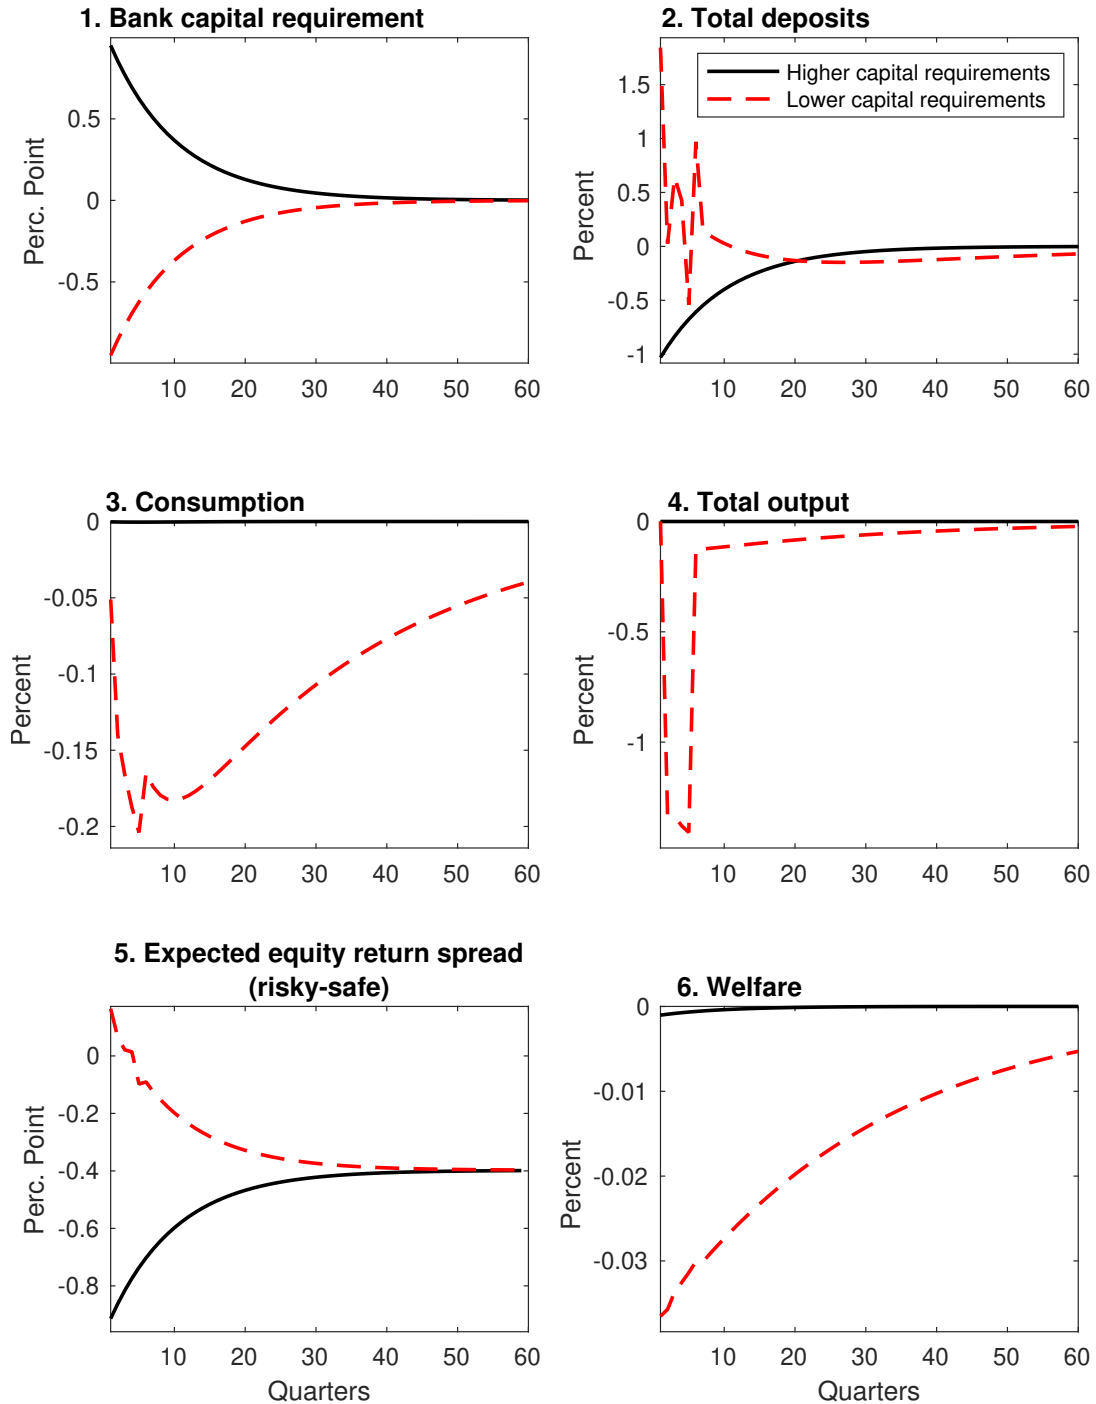 1. Bank capital requirement
Perc. Point
0.5
0
-0.5
10 20 30 40 50 60
2. Total deposits
Higher capital requirements
Lower capital requirements
Percent
1.5
1
0.5
0
-0.5
-1
10 20 30 40 50 60
3. Consumption
Percent
0
-0.05
-0.1
-0.15
-0.2
10 20 30 40 50 60
4. Total output
Percent
0
-0.5
-1
10 20 30 40 50 60
5. Expected equity return spread
(risky-safe)
Perc. Point
0
-0.2
-0.4
-0.6
-0.8
10 20 30 40 50 60
Quarters
6. Welfare
Percent
0
-0.01
-0.02
-0.03
10 20 30 40 50 60
Quarters